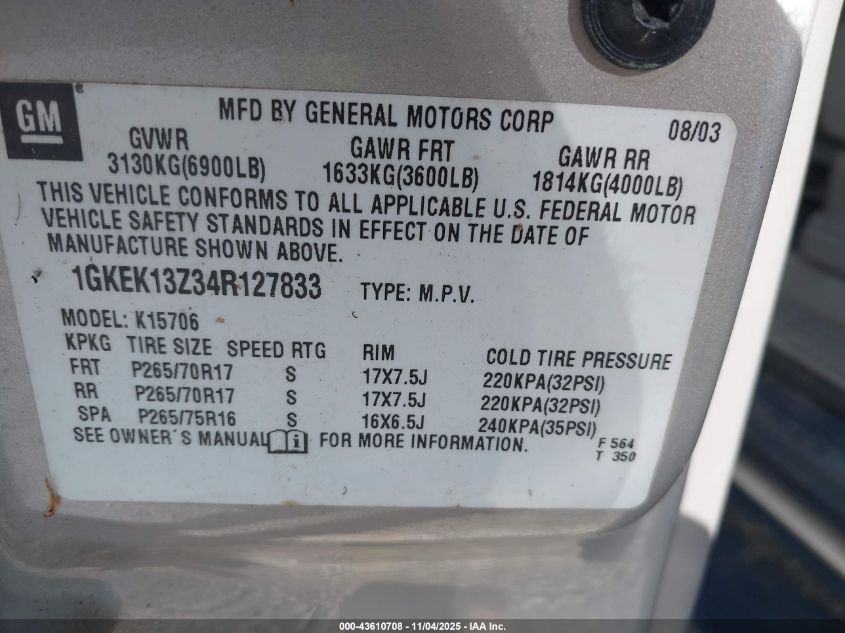 GM
MFD BY GENERAL MOTORS CORP 08/03
GVWR GAWR FRT GAWR RR
3130KG(6900LB) 1633KG(3600LB) 1814KG(4000LB)
THIS VEHICLE CONFORMS TO ALL APPLICABLE U.S. FEDERAL MOTOR
VEHICLE SAFETY STANDARDS IN EFFECT ON THE DATE OF
MANUFACTURE SHOWN ABOVE.
1GKEK13Z34R127833 TYPE: M.P.V.
MODEL: K15706
KPKG TIRE SIZE SPEED RTG RIM COLD TIRE PRESSURE
FRT P265/70R17 S 17X7.5J 220KPA(32PSI)
RR P265/70R17 S 17X7.5J 220KPA(32PSI)
SPA P265/75R16 S 16X6.5J 240KPA(35PSI)
SEE OWNER´S MANUAL FOR MORE INFORMATION.
F 564
T 350
000-43610708 - 11/04/2025 - IAA Inc.